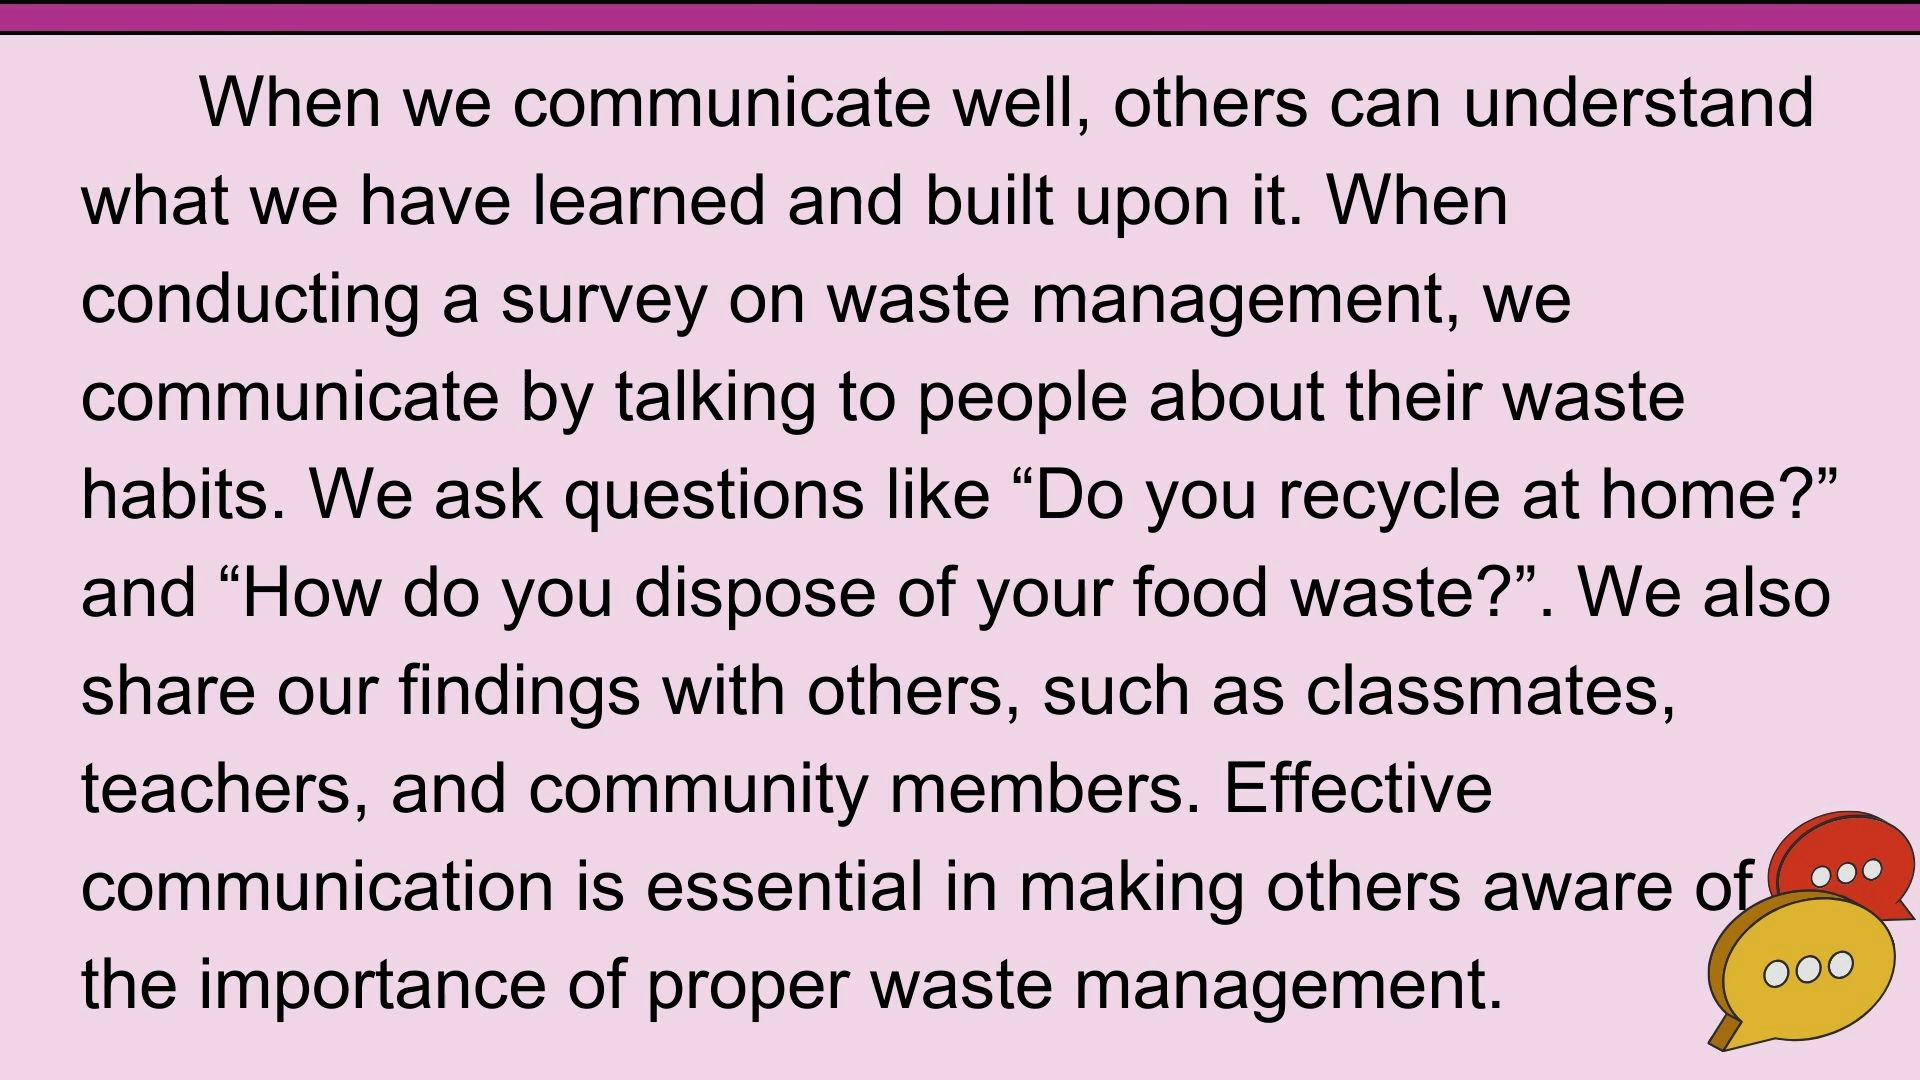 When we communicate well, others can understand
what we have learned and built upon it. When
conducting a survey on waste management, we
communicate by talking to people about their waste
habits. We ask questions like “Do you recycle at home?”
and “How do you dispose of your food waste?”. We also
share our findings with others, such as classmates,
teachers, and community members. Effective
communication is essential in making others aware of
the importance of proper waste management.